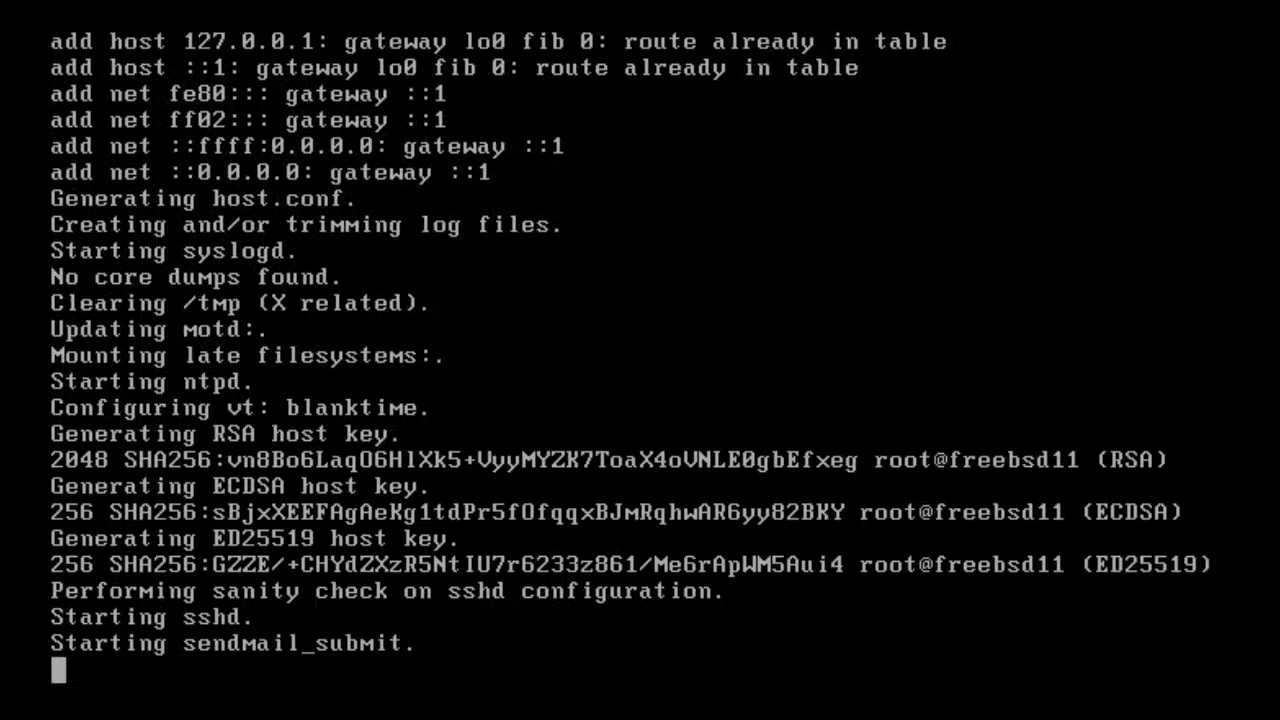 add host 127.0.0.1: gateway lo0 fib 0: route already in table
add host ::1: gateway lo0 fib 0: route already in table
add net fe80::: gateway ::1
add net ff02::: gateway ::1
add net ::ffff:0.0.0.0: gateway ::1
add net ::0.0.0.0: gateway ::1
Generating host.conf.
Creating and/or trimming log files.
Starting syslogd.
No core dumps found.
Clearing /tmp (X related).
Updating motd:.
Mounting late filesystems:.
Starting ntpd.
Configuring vt: blanktime.
Generating RSA host key.
2048 SHA256:vn8Bo6LaqO6HlXk5+VyyMYZK7ToaX4oVNLE0gbEfxeg root@freebsd11 (RSA)
Generating ECDSA host key.
256 SHA256:sBjxXEEFAgAeKg1tdPr5fOfqqxBJmRqhwAR6yy82BKY root@freebsd11 (ECDSA)
Generating ED25519 host key.
256 SHA256:GZZE/+CHYdZXzR5NtIU7r6233z861/Me6rApWM5Aui4 root@freebsd11 (ED25519)
Performing sanity check on sshd configuration.
Starting sshd.
Starting sendmail_submit.